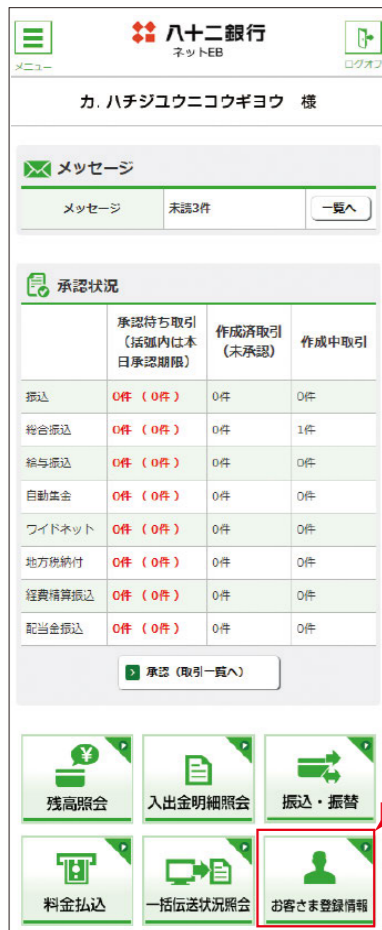 八十二銀行
ネットEB
メニュー
ログオフ
カ.ハチジユウニコウギヨウ 様
メッセージ
メッセージ 未読3件 一覧へ
承認状況
承認待ち取引
(括弧内は本
日承認期限)
作成済取引
(未承認)
作成中取引
振込 0件 (0件) 0件 0件
総合振込 0件 (0件) 0件 1件
給与振込 0件 (0件) 0件 0件
自動集金 0件 (0件) 0件 0件
ワイドネット 0件 (0件) 0件 0件
地方税納付 0件 (0件) 0件 0件
経費精算振込 0件 (0件) 0件 0件
配当金振込 0件 (0件) 0件 0件
承認(取引一覧へ)
残高照会 入出金明細照会 振込・振替
料金払込 一括伝送状況照会 お客さま登録情報